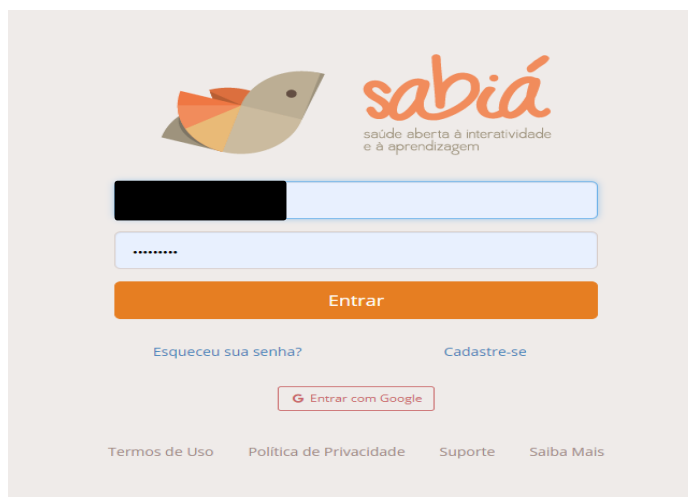 sabiá
saúde aberta à interatividade
e à aprendizagem
Entrar
Esqueceu sua senha? Cadastre-se
G Entrar com Google
Termos de Uso Política de Privacidade Suporte Saiba Mais